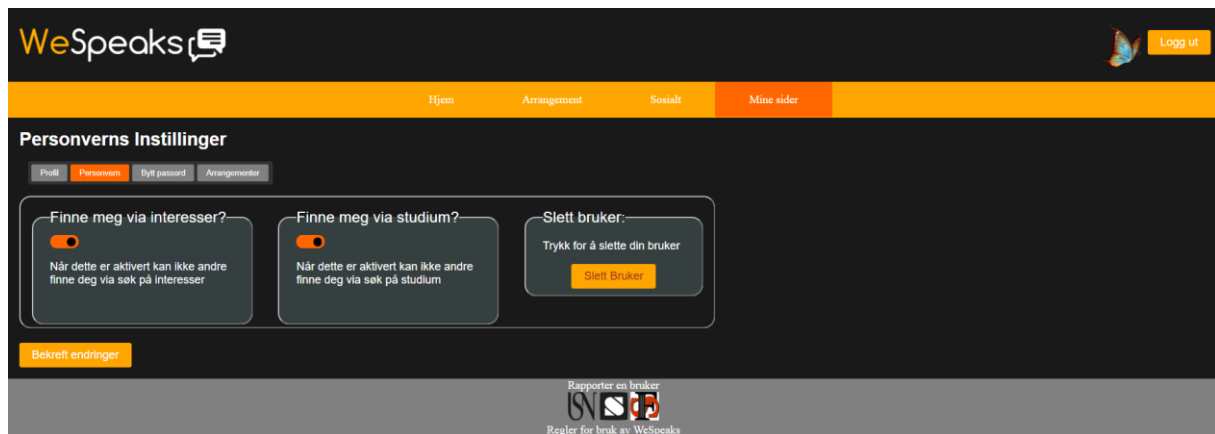 WeSpeaks
Logg ut
Hjem
Arrangement
Sosialt
Mine sider
Personverns Instillinger
Profil
Personvern
Bytt passord
Arrangementer
Finne meg via interesser?
Når dette er aktivert kan ikke andre
finne deg via søk på interesser
Finne meg via studium?
Når dette er aktivert kan ikke andre
finne deg via søk på studium
Slett bruker:
Trykk for å slette din bruker
Slett Bruker
Bekreft endringer
Rapporter en bruker
Regler for bruk av WeSpeaks